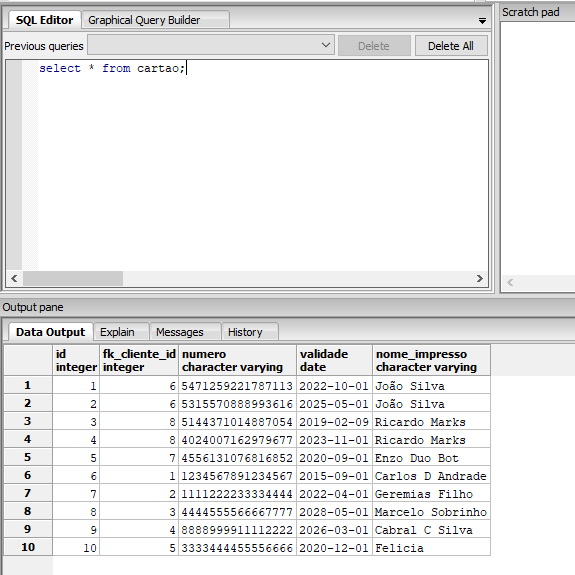 SQL Editor Graphical Query Builder
Scratch pad
Previous queries Delete Delete All
select * from cartao;
Output pane
Data Output Explain Messages History
id fk_cliente_id numero validade nome_impresso
integer integer character varying date character varying
1 1 6 5471259221787113 2022-10-01 João Silva
2 2 6 5315570888993616 2025-05-01 João Silva
3 3 8 5144371014887054 2019-02-09 Ricardo Marks
4 4 8 4024007162979677 2023-11-01 Ricardo Marks
5 5 7 4556131076816852 2020-09-01 Enzo Duo Bot
6 6 1 1234567891234567 2015-09-01 Carlos D Andrade
7 7 2 1111222233334444 2022-04-01 Geremias Filho
8 8 3 4444555566667777 2028-05-01 Marcelo Sobrinho
9 9 4 8888999911112222 2026-03-01 Cabral C Silva
10 10 5 3333444455556666 2020-12-01 Felicia